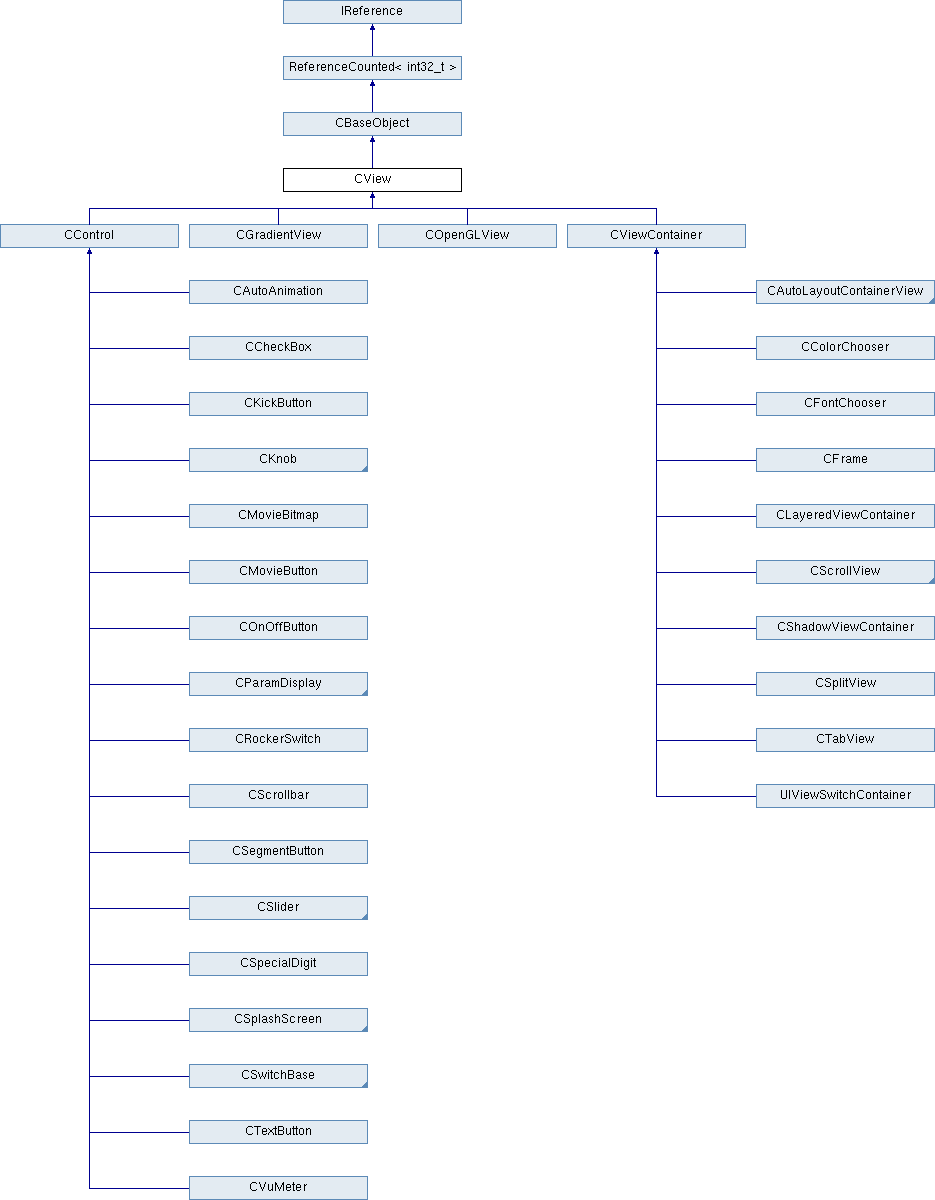 IReference
ReferenceCounted< int32_t >
CBaseObject
CView
CControl
CGradientView
COpenGLView
CViewContainer
CAutoAnimation
CAutoLayoutContainerView
CCheckBox
CColorChooser
CKickButton
CFontChooser
CKnob
CFrame
CMovieBitmap
CLayeredViewContainer
CMovieButton
CScrollView
COnOffButton
CShadowViewContainer
CParamDisplay
CSplitView
CRockerSwitch
CTabView
CScrollbar
UIViewSwitchContainer
CSegmentButton
CSlider
CSpecialDigit
CSplashScreen
CSwitchBase
CTextButton
CVuMeter